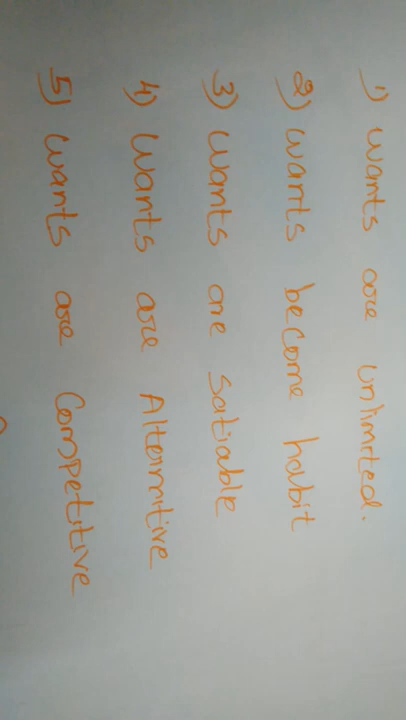 1) wants are unlimited.
2) wants become habit
3) wants are Satiable
4) wants are Alternitive
5) wants are Competitive